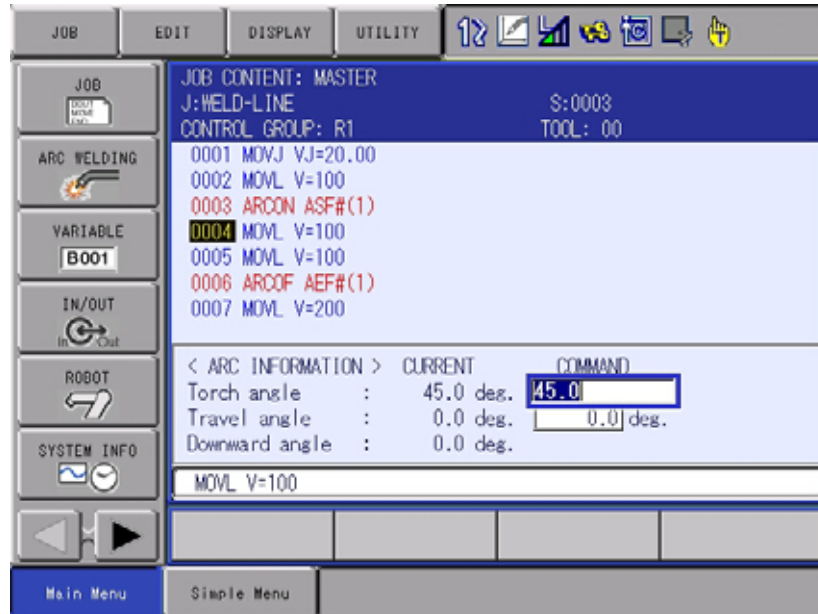 JOB EDIT DISPLAY UTILITY
JOB
ARC WELDING
VARIABLE
B001
IN/OUT
In Out
ROBOT
SYSTEM INFO
JOB CONTENT: MASTER
J:WELD-LINE S:0003
CONTROL GROUP: R1 TOOL: 00
0001 MOVJ VJ=20.00
0002 MOVL V=100
0003 ARCON ASF#(1)
0004 MOVL V=100
0005 MOVL V=100
0006 ARCOF AEF#(1)
0007 MOVL V=200
< ARC INFORMATION > CURRENT COMMAND
Torch angle : 45.0 deg. 45.0
Travel angle : 0.0 deg. 0.0 deg.
Downward angle : 0.0 deg.
MOVL V=100
Main Menu Simple Menu